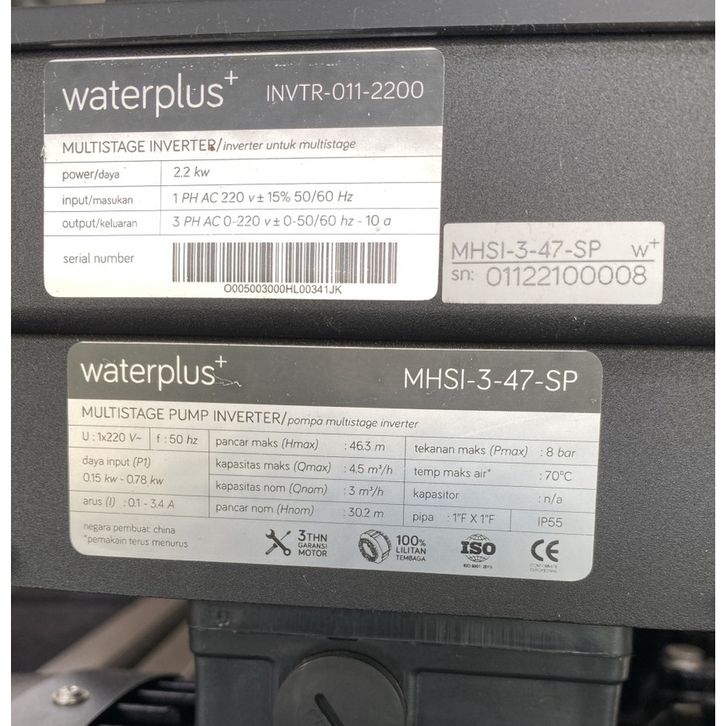 waterplus+ INVTR-011-2200
MULTISTAGE INVERTER/inverter untuk multistage
power/daya 2.2 kw
input/masukan 1 PH AC 220 v ± 15% 50/60 Hz
output/keluaran 3 PH AC 0-220 v ± 0-50/60 hz - 10 a
serial number
O005003000HL00341JK
MHSI-3-47-SP w+
sn: 01122100008
waterplus+ MHSI-3-47-SP
MULTISTAGE PUMP INVERTER/pompa multistage inverter
U : 1x220 V~ f : 50 hz
daya input (P1)
0.15 kw - 0.78 kw
arus (I) : 0.1 - 3.4 A
pancar maks (Hmax) : 46.3 m
kapasitas maks (Qmax) : 4,5 m³/h
kapasitas nom (Qnom) : 3 m³/h
pancar nom (Hnom) : 30.2 m
tekanan maks (Pmax) : 8 bar
temp maks air* : 70°C
kapasitor : n/a
pipa : 1"F X 1"F IP55
negara pembuat: china
*pemakain terus menurus
3 THN
GARANSI
MOTOR
100%
LILITAN
TEMBAGA
ISO
CE